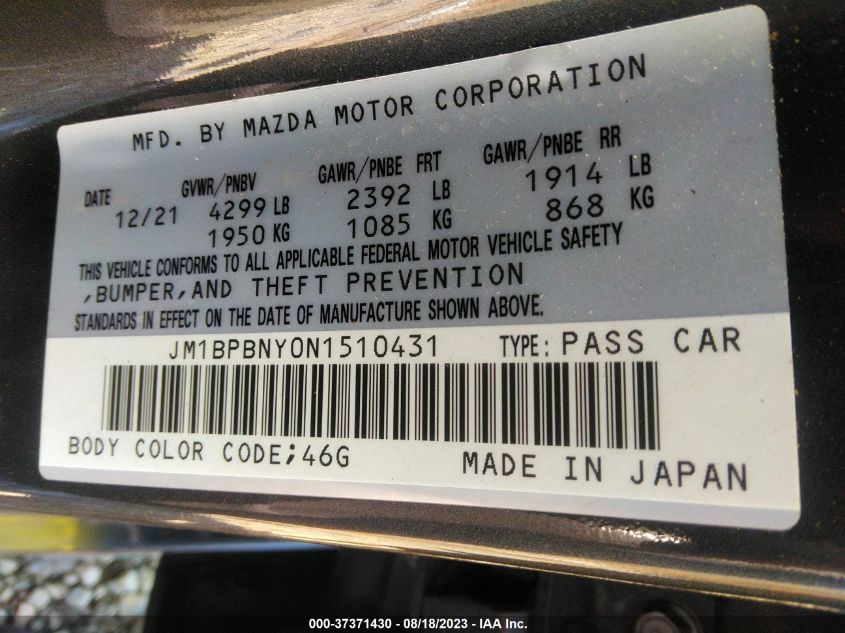 MFD. BY MAZDA MOTOR CORPORATION
DATE GVWR/PNBV GAWR/PNBE FRT GAWR/PNBE RR
12/21 4299 LB 2392 LB 1914 LB
1950 KG 1085 KG 868 KG
THIS VEHICLE CONFORMS TO ALL APPLICABLE FEDERAL MOTOR VEHICLE SAFETY
,BUMPER,AND THEFT PREVENTION
STANDARDS IN EFFECT ON THE DATE OF MANUFACTURE SHOWN ABOVE.
JM1BPBNY0N1510431 TYPE: PASS CAR
BODY COLOR CODE;46G MADE IN JAPAN
000-37371430 - 08/18/2023 - IAA Inc.